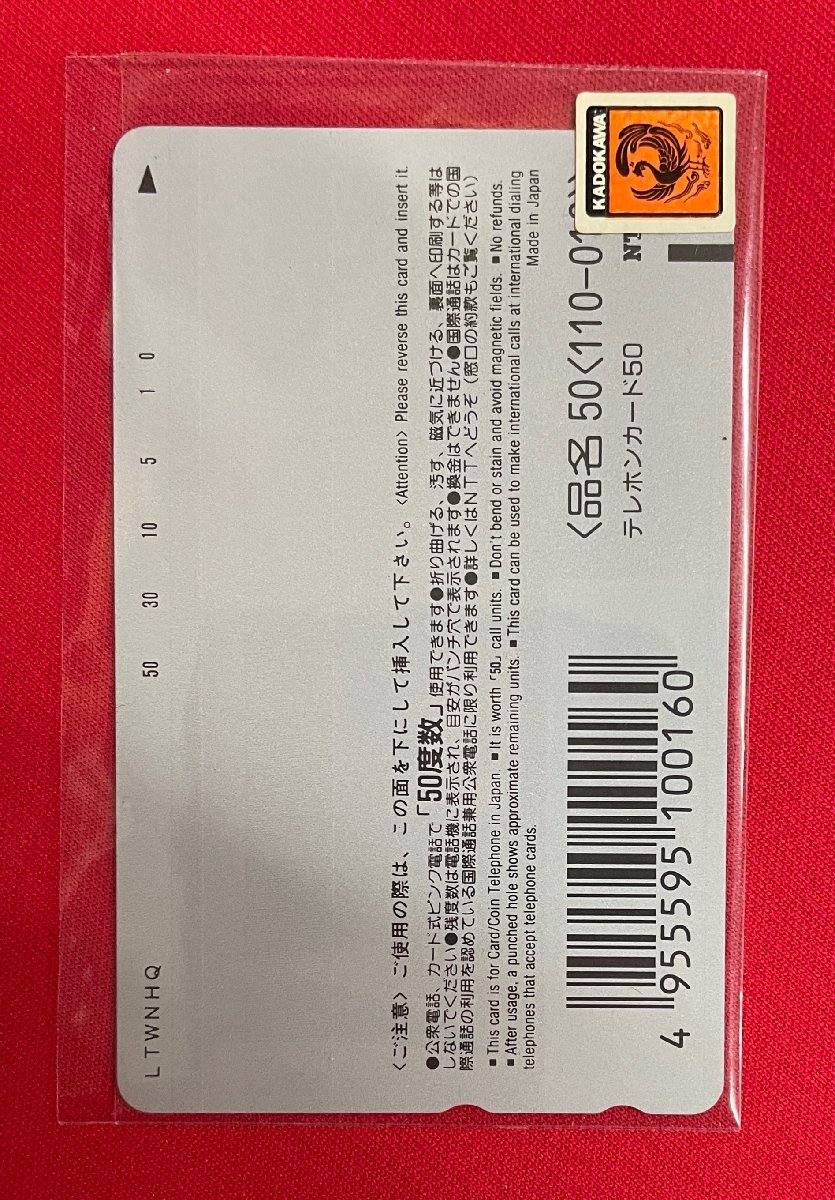 LTWNHQ
50 30 10 5 1 0
〈ご注意〉ご使用の際は、この面を下にして挿入して下さい。〈Attention〉Please reverse this card and insert it.
●公衆電話、カード式ピンク電話で「50度数」使用できます●折り曲げる、汚す、磁気に近づける、裏面へ印刷する等は
しないでください●残度数は電話機に表示され、目安がパンチ穴で表示されます●換金はできません●国際通話はカードでの国
際通話の利用を認めている国際通話兼用公衆電話に限り利用できます●詳しくはNTTへどうぞ（窓口の約款もご覧ください）
■This card is for Card/Coin Telephone in Japan. ■It is worth「50」call units. ■Don't bend or stain and avoid magnetic fields. ■No refunds.
■After usage, a punched hole shows approximate remaining units. ■This card can be used to make international calls at international dialing
telephones that accept telephone cards.
Made in Japan
〈品名 50〈110-01
テレホンカード50
NT
4 955595 100160
KADOKAWA